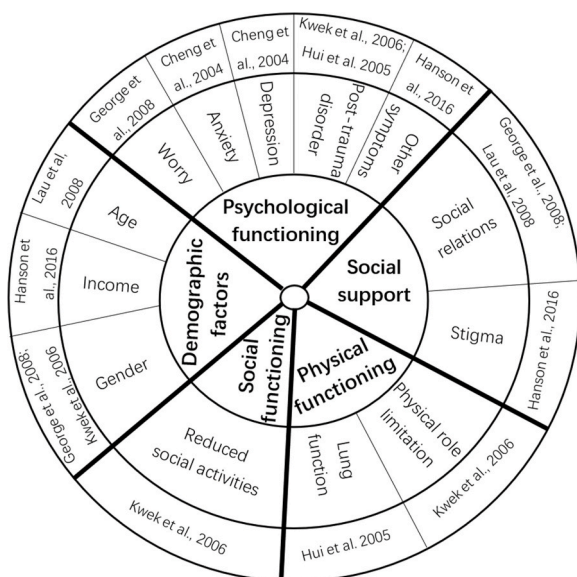 George et
al., 2008
Cheng et
al., 2004
Cheng et
al., 2004
Kwek et al., 2006;
Hui et al. 2005
Hanson et
al., 2016
George et al., 2008;
Lau et al., 2008
Hanson et al., 2016
Kwek et al., 2006
Hui et al. 2005
Kwek et al., 2006
George et al., 2008;
Kwek et al., 2006
Hanson et
al., 2016
Lau et al,
2008
Worry
Anxiety
Depression
Post-trauma
disorder
Other
symptoms
Social
relations
Stigma
Physical role
limitation
Lung
function
Reduced
social activities
Gender
Income
Age
Psychological
functioning
Social
support
Physical
functioning
Social
functioning
Demographic
factors